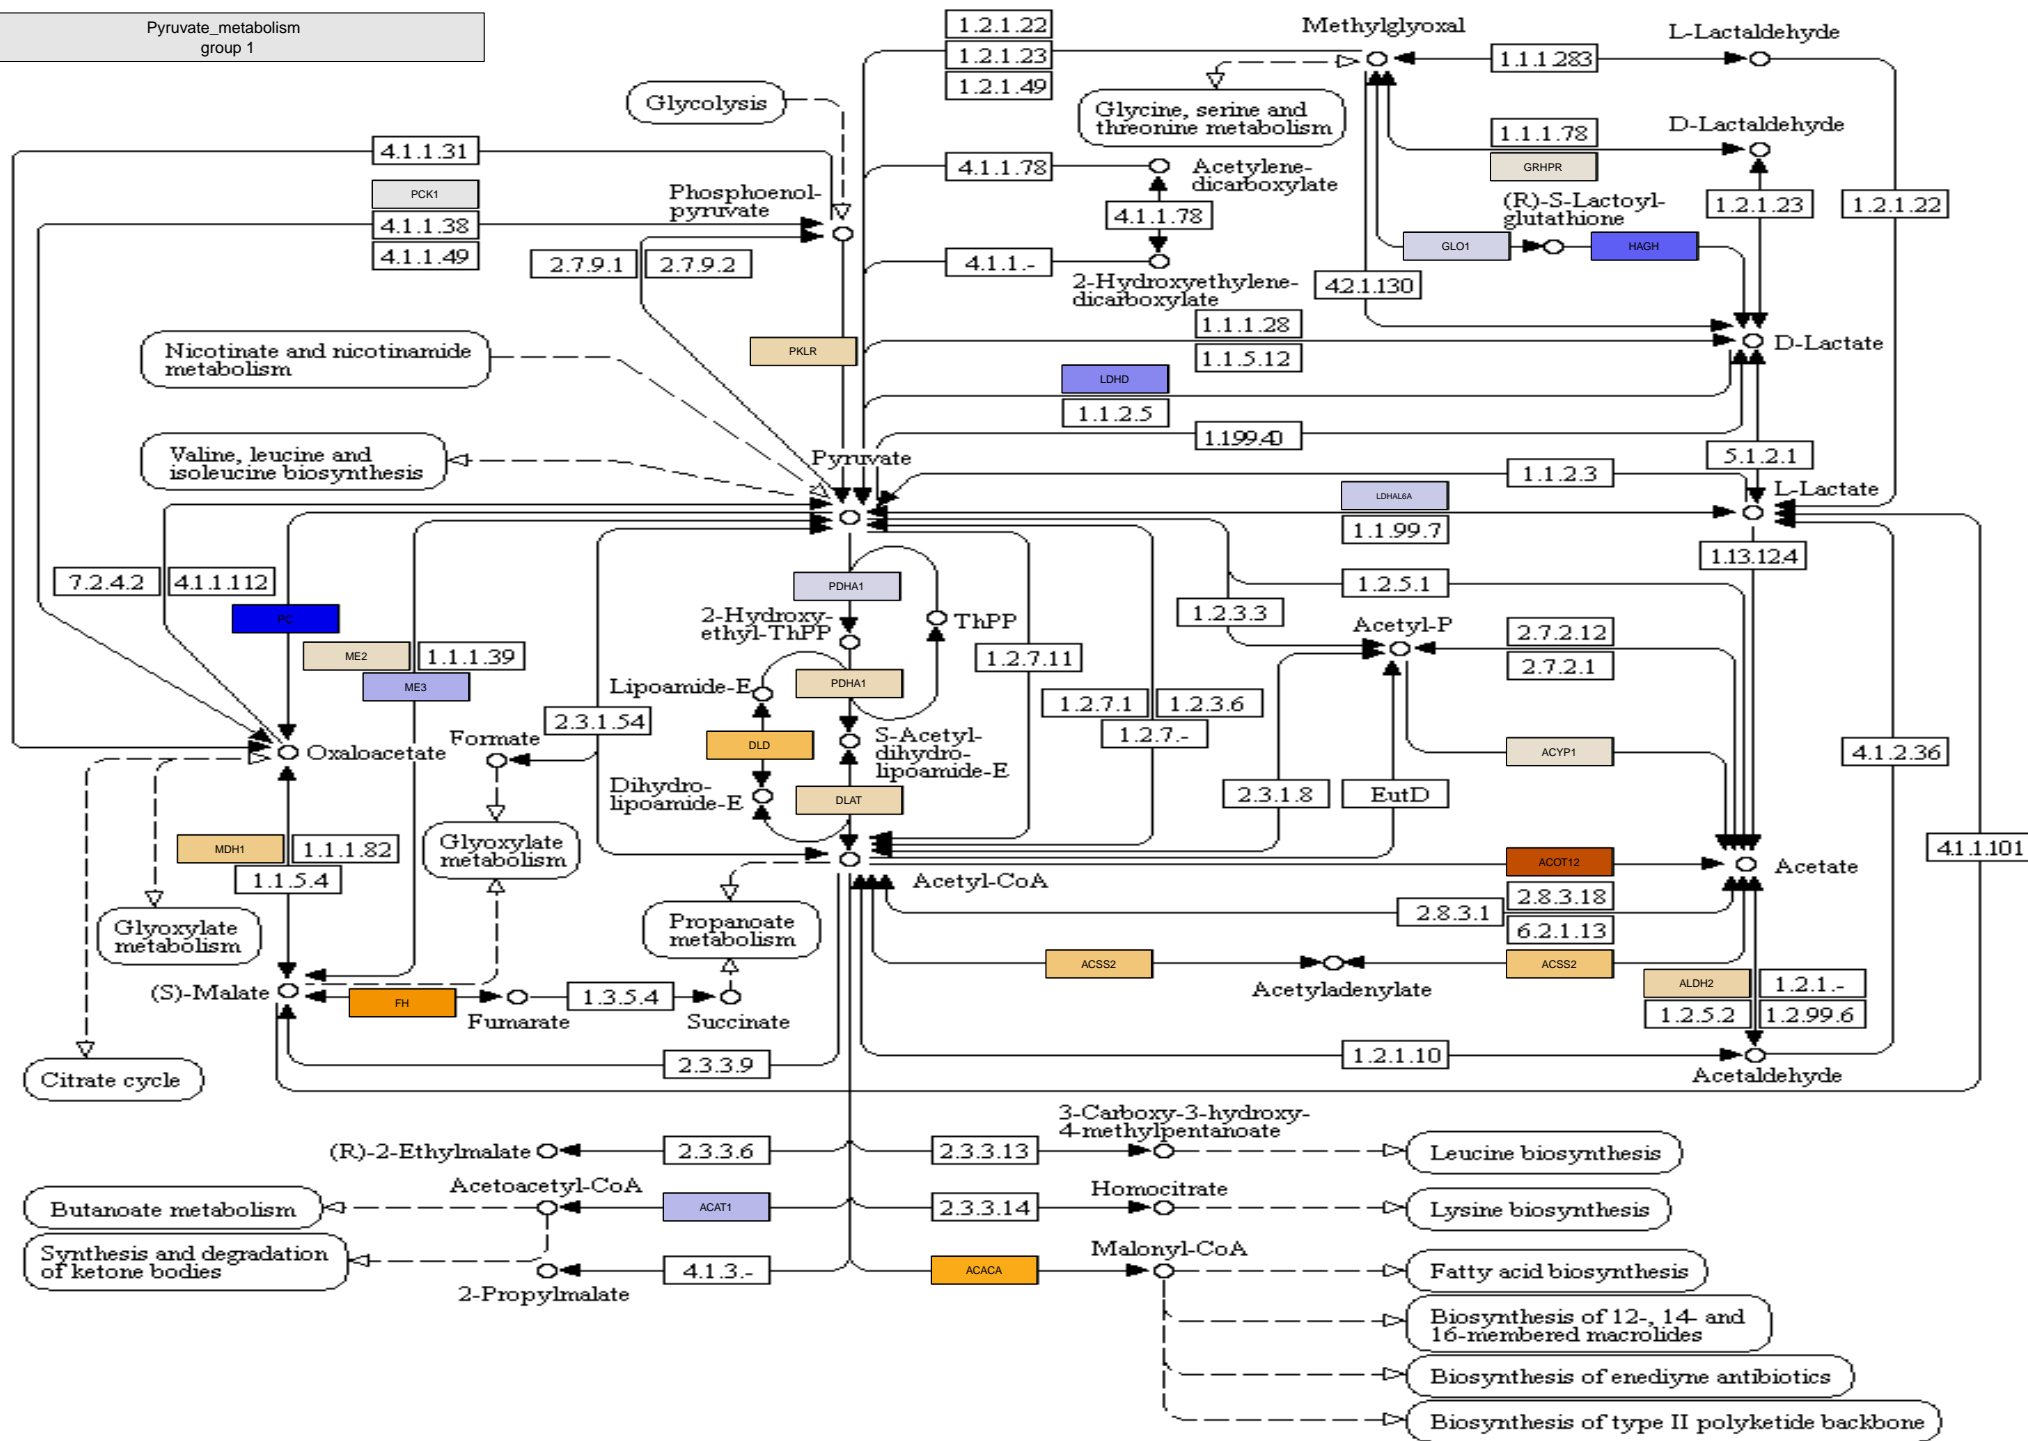 Pyruvate_metabolism
group 1
1.2.1.22
1.2.1.23
1.2.1.49
Methylglyoxal
1.1.1.283
L-Lactaldehyde
Glycolysis
Glycine, serine and
threonine metabolism
1.1.1.78
GRHPR
D-Lactaldehyde
4.1.1.31
PCK1
4.1.1.38
4.1.1.49
Phosphoenol-
pyruvate
4.1.1.78
Acetylene-
dicarboxylate
4.1.1.78
(R)-S-Lactoyl-
glutathione
1.2.1.23
1.2.1.22
2.7.9.1
2.7.9.2
4.1.1.-
2-Hydroxyethylene-
dicarboxylate
GLO1
HAGH
4.2.1.130
Nicotinate and nicotinamide
metabolism
PKLR
1.1.1.28
1.1.5.12
D-Lactate
LDHD
1.1.2.5
1.199.40
Valine, leucine and
isoleucine biosynthesis
Pyruvate
5.1.2.1
1.1.2.3
L-Lactate
LDHAL6A
1.1.99.7
1.13.12.4
7.2.4.2
4.1.1.112
PC
PDHA1
2-Hydroxy-
ethyl-ThPP
ThPP
1.2.5.1
1.2.3.3
Acetyl-P
2.7.2.12
2.7.2.1
ME2
1.1.1.39
ME3
1.2.7.11
Lipoamide-E
PDHA1
2.3.1.54
1.2.7.1
1.2.3.6
1.2.7.-
DLD
S-Acetyl-
dihydro-
lipoamide-E
Oxaloacetate
Formate
ACYP1
4.1.2.36
Dihydro-
lipoamide-E
DLAT
2.3.1.8
EutD
MDH1
1.1.1.82
1.1.5.4
Glyoxylate
metabolism
4.1.1.101
Acetyl-CoA
ACOT12
Acetate
2.8.3.18
2.8.3.1
6.2.1.13
Glyoxylate
metabolism
Propanoate
metabolism
ACSS2
Acetyladenylate
ACSS2
ALDH2
1.2.1.-
1.2.5.2
1.2.99.6
(S)-Malate
FH
Fumarate
1.3.5.4
Succinate
2.3.3.9
1.2.1.10
Acetaldehyde
Citrate cycle
(R)-2-Ethylmalate
2.3.3.6
2.3.3.13
3-Carboxy-3-hydroxy-
4-methylpentanoate
Leucine biosynthesis
Butanoate metabolism
Acetoacetyl-CoA
ACAT1
2.3.3.14
Homocitrate
Lysine biosynthesis
Synthesis and degradation
of ketone bodies
2-Propylmalate
4.1.3.-
ACACA
Malonyl-CoA
Fatty acid biosynthesis
Biosynthesis of 12-, 14- and
16-membered macrolides
Biosynthesis of enediyne antibiotics
Biosynthesis of type II polyketide backbone